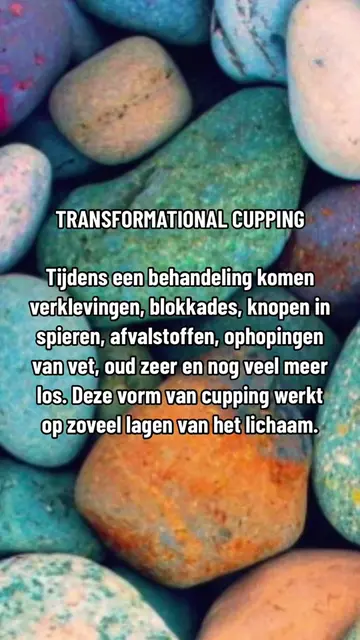 TRANSFORMATIONAL CUPPING
Tijdens een behandeling komen
verklevingen, blokkades, knopen in
spieren, afvalstoffen, ophopingen
van vet, oud zeer en nog veel meer
los. Deze vorm van cupping werkt
op zoveel lagen van het lichaam.